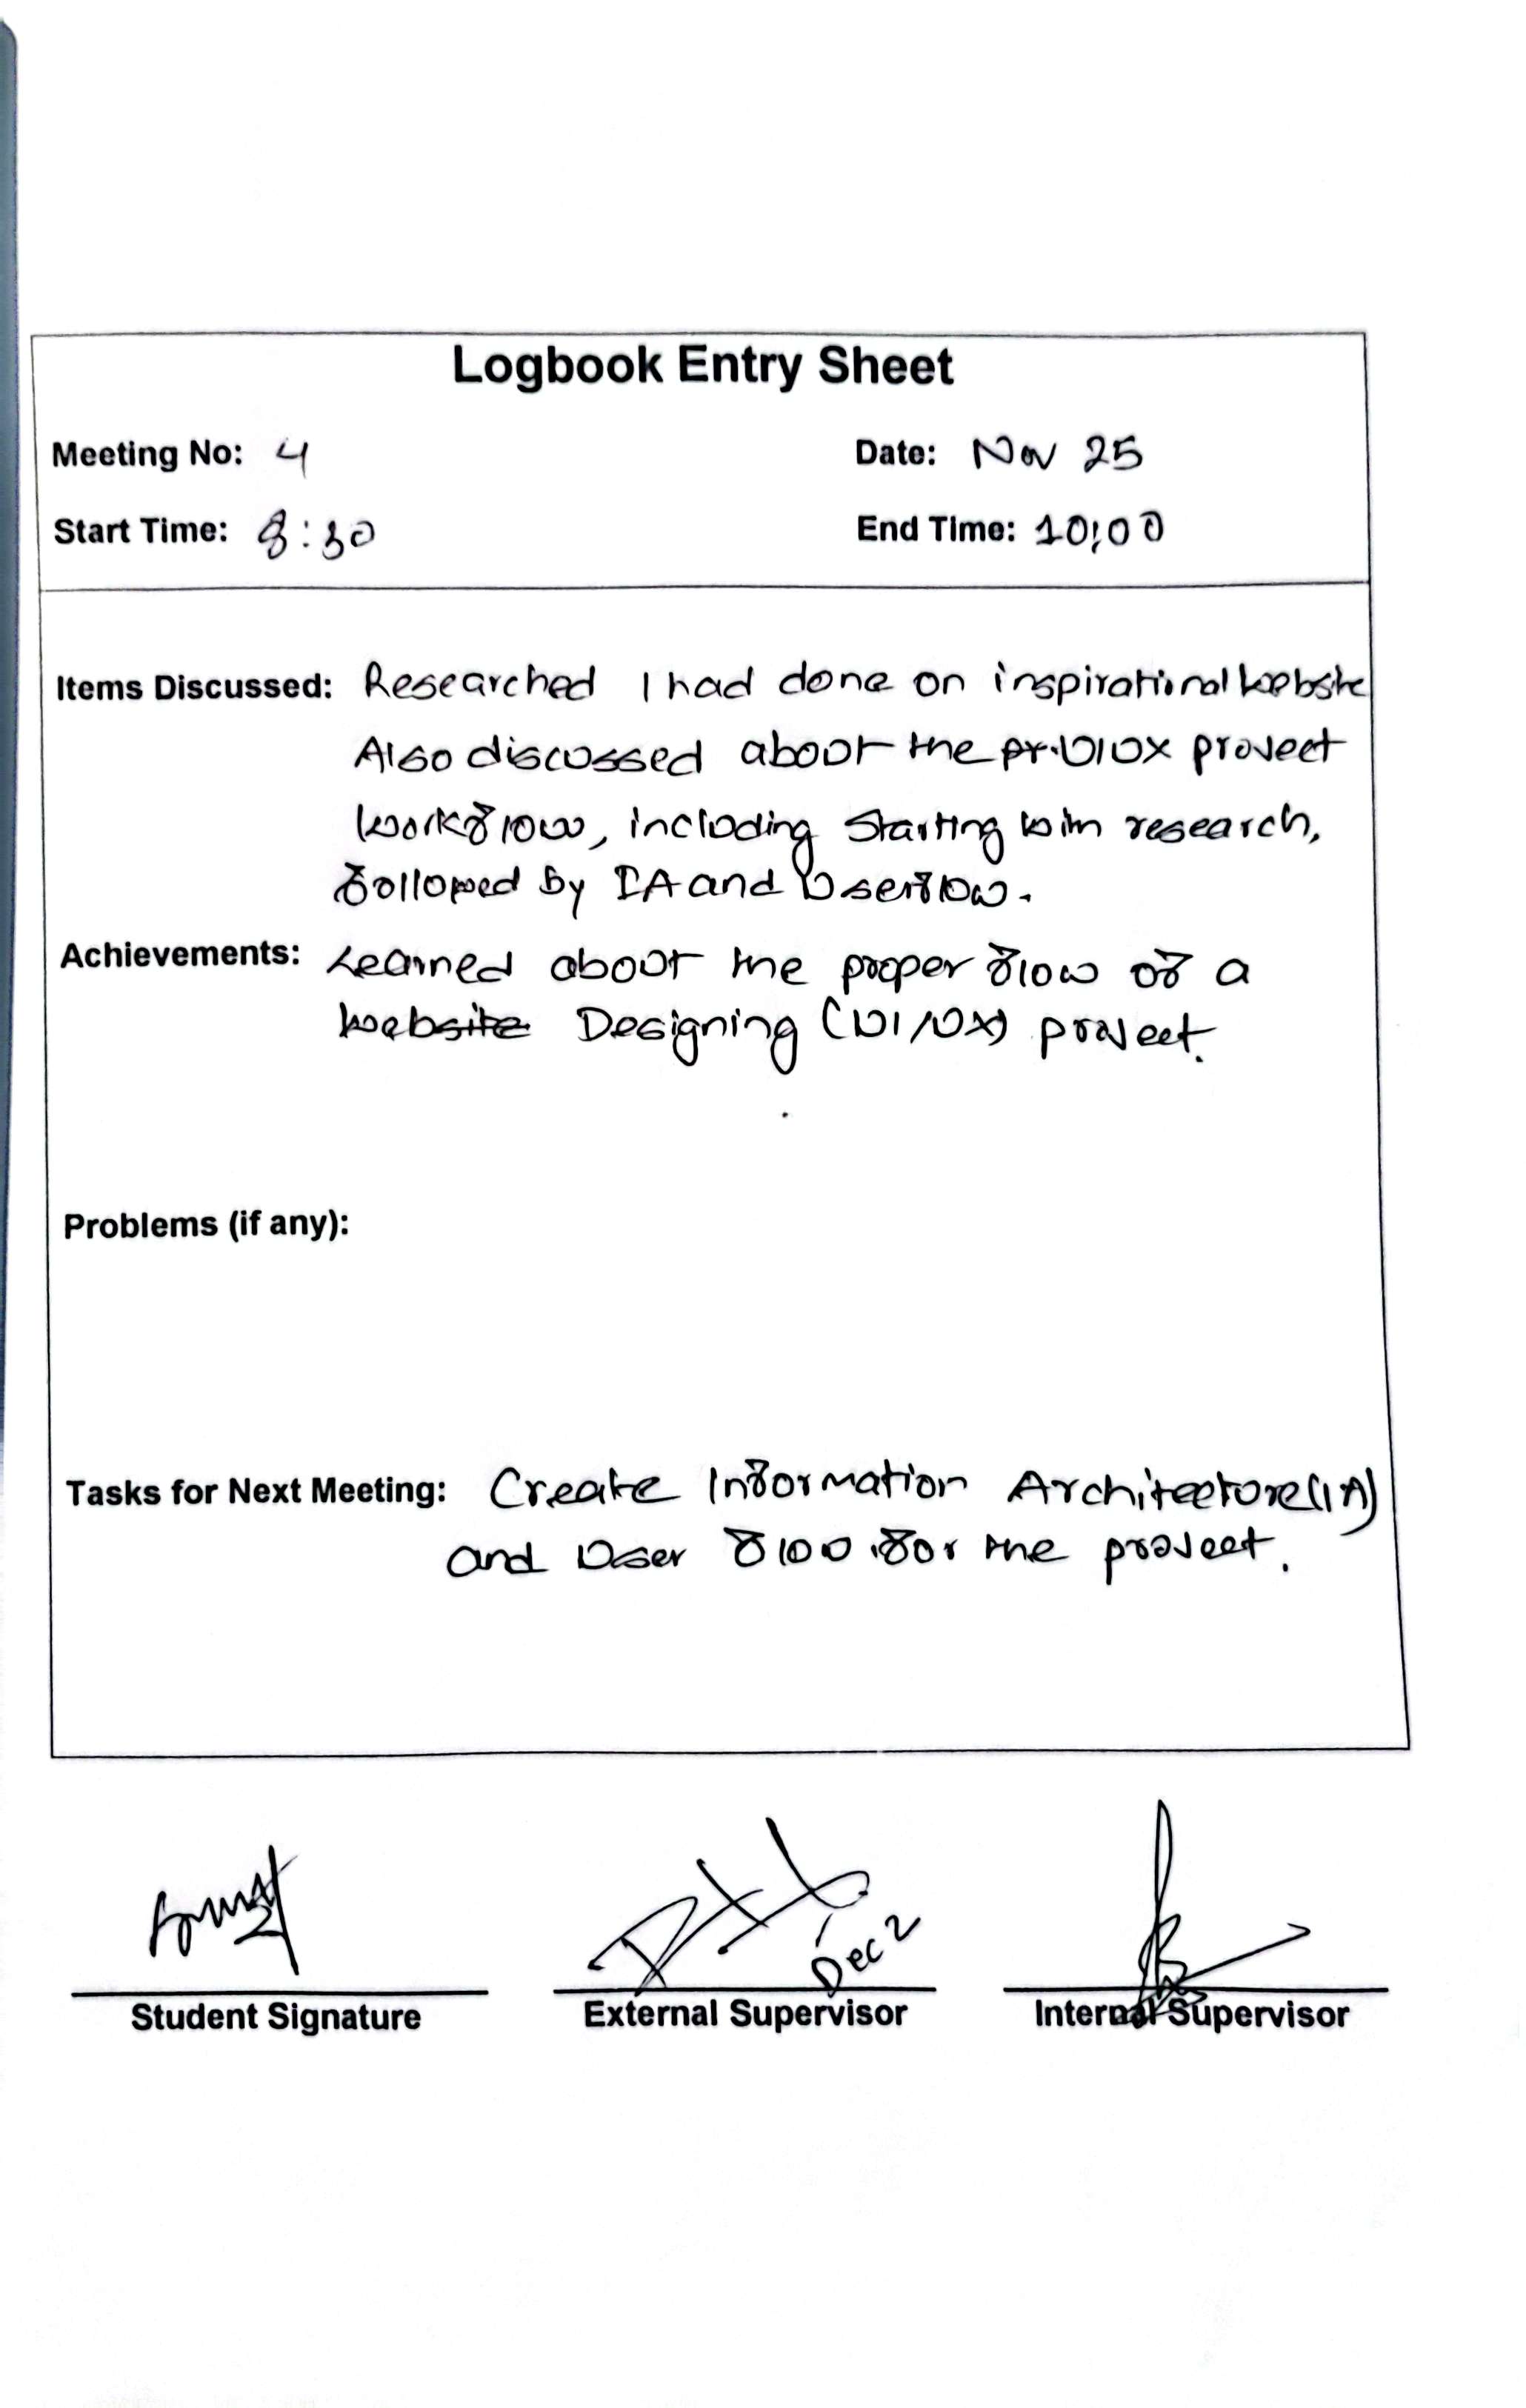 Logbook Entry Sheet
Meeting No: 4 Date: Nov 25
Start Time: 8:30 End Time: 10:00
Items Discussed: Researched I had done on inspirational website
Also discussed about the UIUX project
workflow, including starting with research,
followed by IA and Userflow.
Achievements: Learned about the proper flow of a
website Designing (UI/UX) project.
Problems (if any):
Tasks for Next Meeting: Create Information Architecture (IA)
and User floo for the project.
Dec 2
Student Signature External Supervisor Internal Supervisor